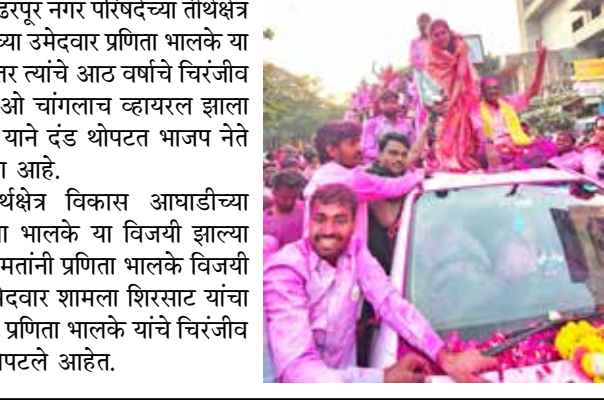 ढरपूर नगर परिषदेच्या तीर्थक्षेत्र
च्या उमेदवार प्रणिता भालके या
तर त्यांचे आठ वर्षाचे चिरंजीव
ओ चांगलाच व्हायरल झाला
याने दंड थोपटत भाजप नेते
ा आहे.
र्थक्षेत्र विकास आघाडीच्या
ा भालके या विजयी झाल्या
मतांनी प्रणिता भालके विजयी
मेदवार शामला शिरसाट यांचा
प्रणिता भालके यांचे चिरंजीव
ोपटले आहेत.